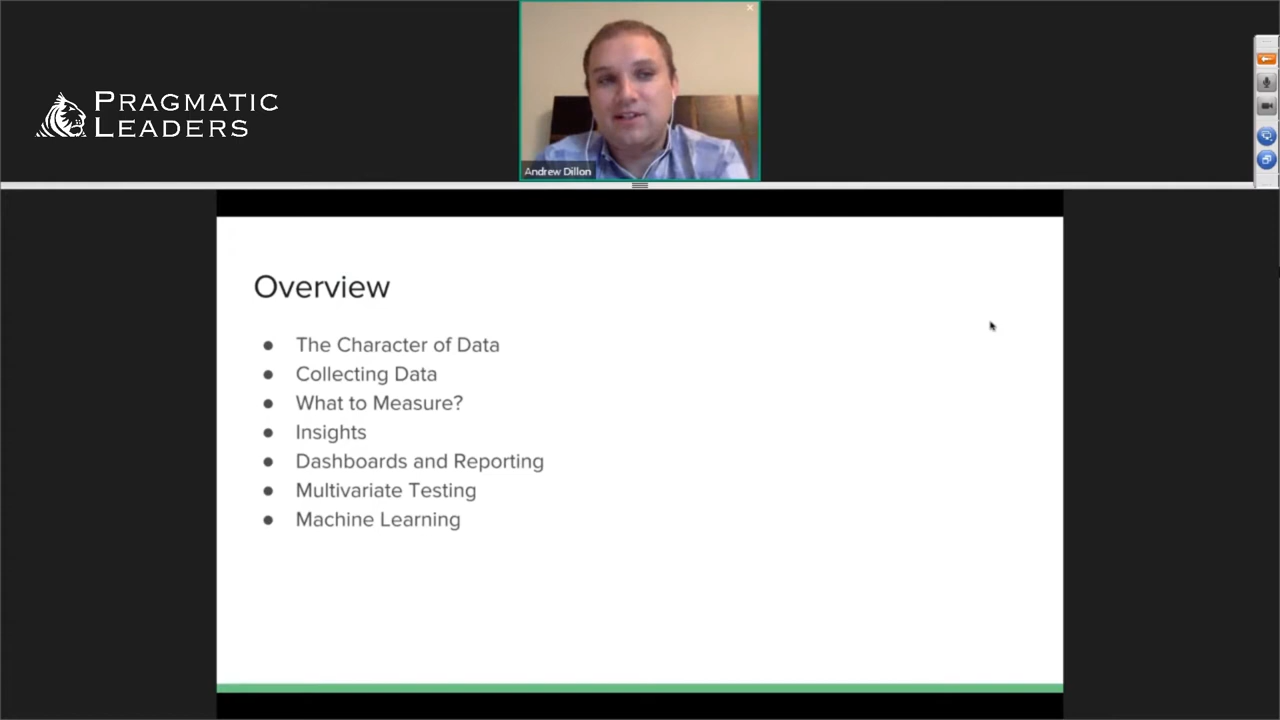 PRAGMATIC
LEADERS
Andrew Dillon
Overview
● The Character of Data
● Collecting Data
● What to Measure?
● Insights
● Dashboards and Reporting
● Multivariate Testing
● Machine Learning